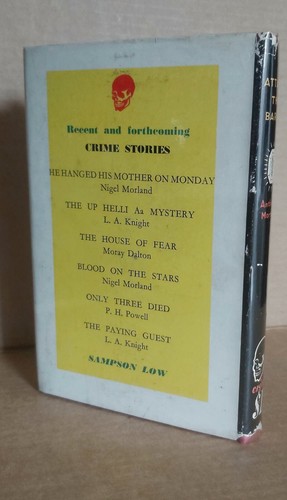 Recent and forthcoming
CRIME STORIES
HE HANGED HIS MOTHER ON MONDAY
Nigel Morland
THE UP HELLI Aa MYSTERY
L. A. Knight
THE HOUSE OF FEAR
Moray Dalton
BLOOD ON THE STARS
Nigel Morland
ONLY THREE DIED
P. H. Powell
THE PAYING GUEST
L. A. Knight
SAMPSON LOW